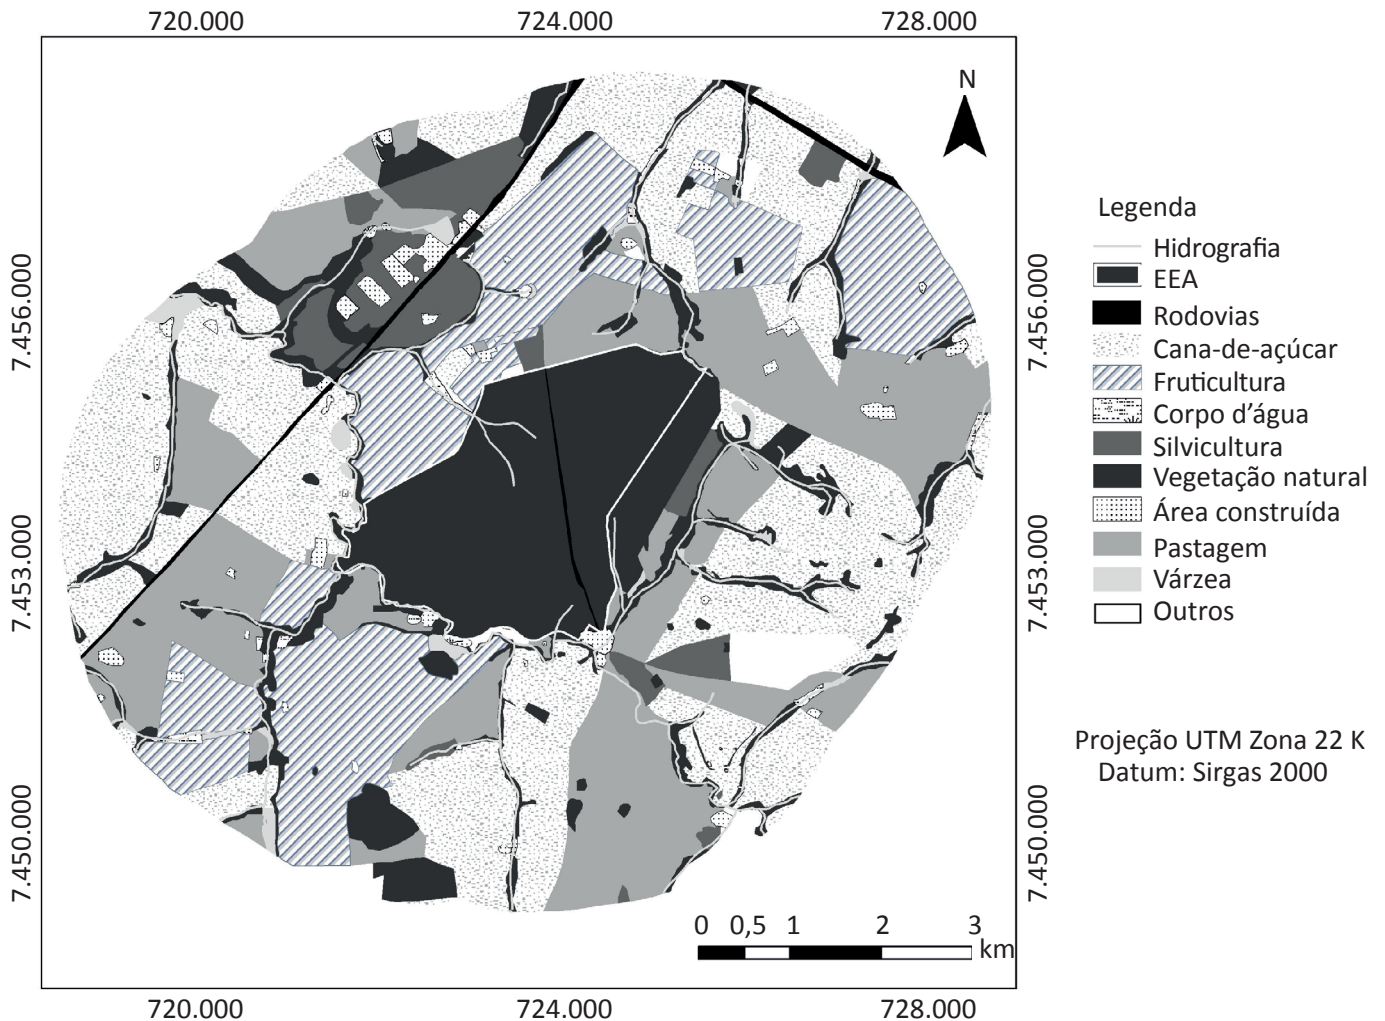 720.000 724.000 728.000
N
7.456.000
7.453.000
7.450.000
7.456.000
7.453.000
7.450.000
Legenda
Hidrografia
EEA
Rodovias
Cana-de-açúcar
Fruticultura
Corpo d'água
Silvicultura
Vegetação natural
Área construída
Pastagem
Várzea
Outros
Projeção UTM Zona 22 K
Datum: Sirgas 2000
0 0,5 1 2 3
km
720.000 724.000 728.000